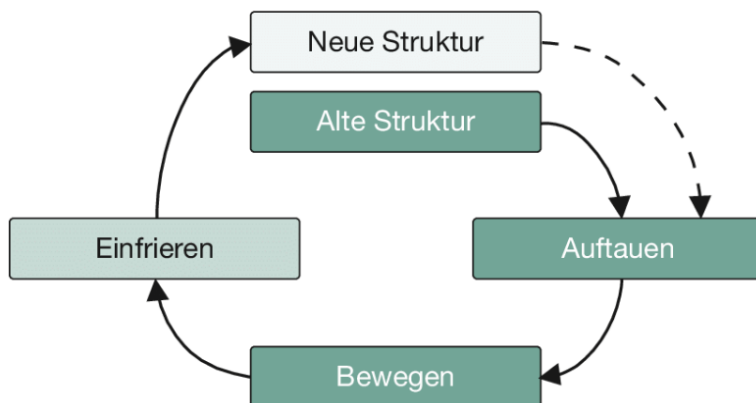 Neue Struktur
Alte Struktur
Einfrieren
Auftauen
Bewegen